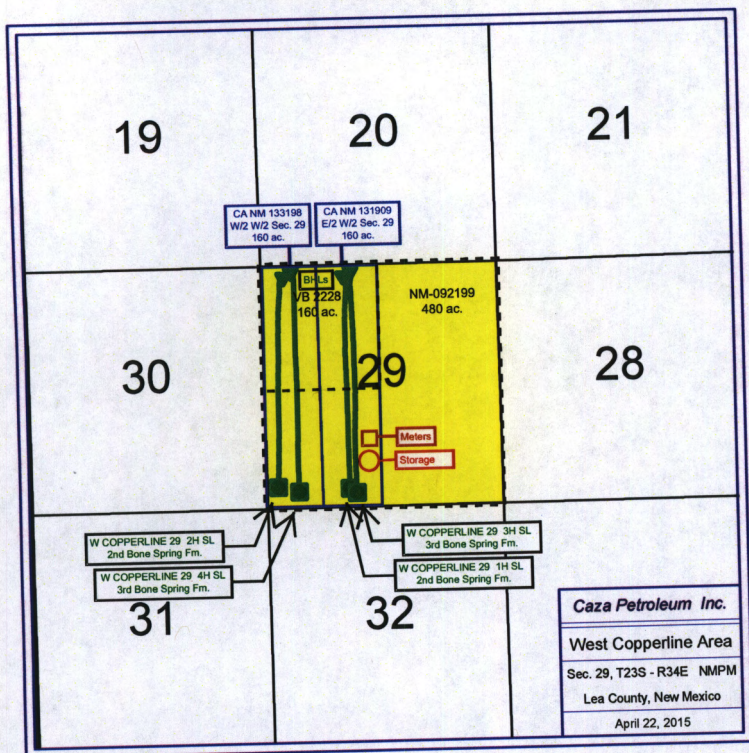 19
20
21
CA NM 133198
W/2 W/2 Sec. 29
160 ac.
CA NM 131909
E/2 W/2 Sec. 29
160 ac.
BHLs
VB 2228
160 ac.
NM-092199
480 ac.
30
29
28
Meters
Storage
W COPPERLINE 29 2H SL
2nd Bone Spring Fm.
W COPPERLINE 29 4H SL
3rd Bone Spring Fm.
W COPPERLINE 29 3H SL
3rd Bone Spring Fm.
W COPPERLINE 29 1H SL
2nd Bone Spring Fm.
31
32
Caza Petroleum Inc.
West Copperline Area
Sec. 29, T23S - R34E NMPM
Lea County, New Mexico
April 22, 2015